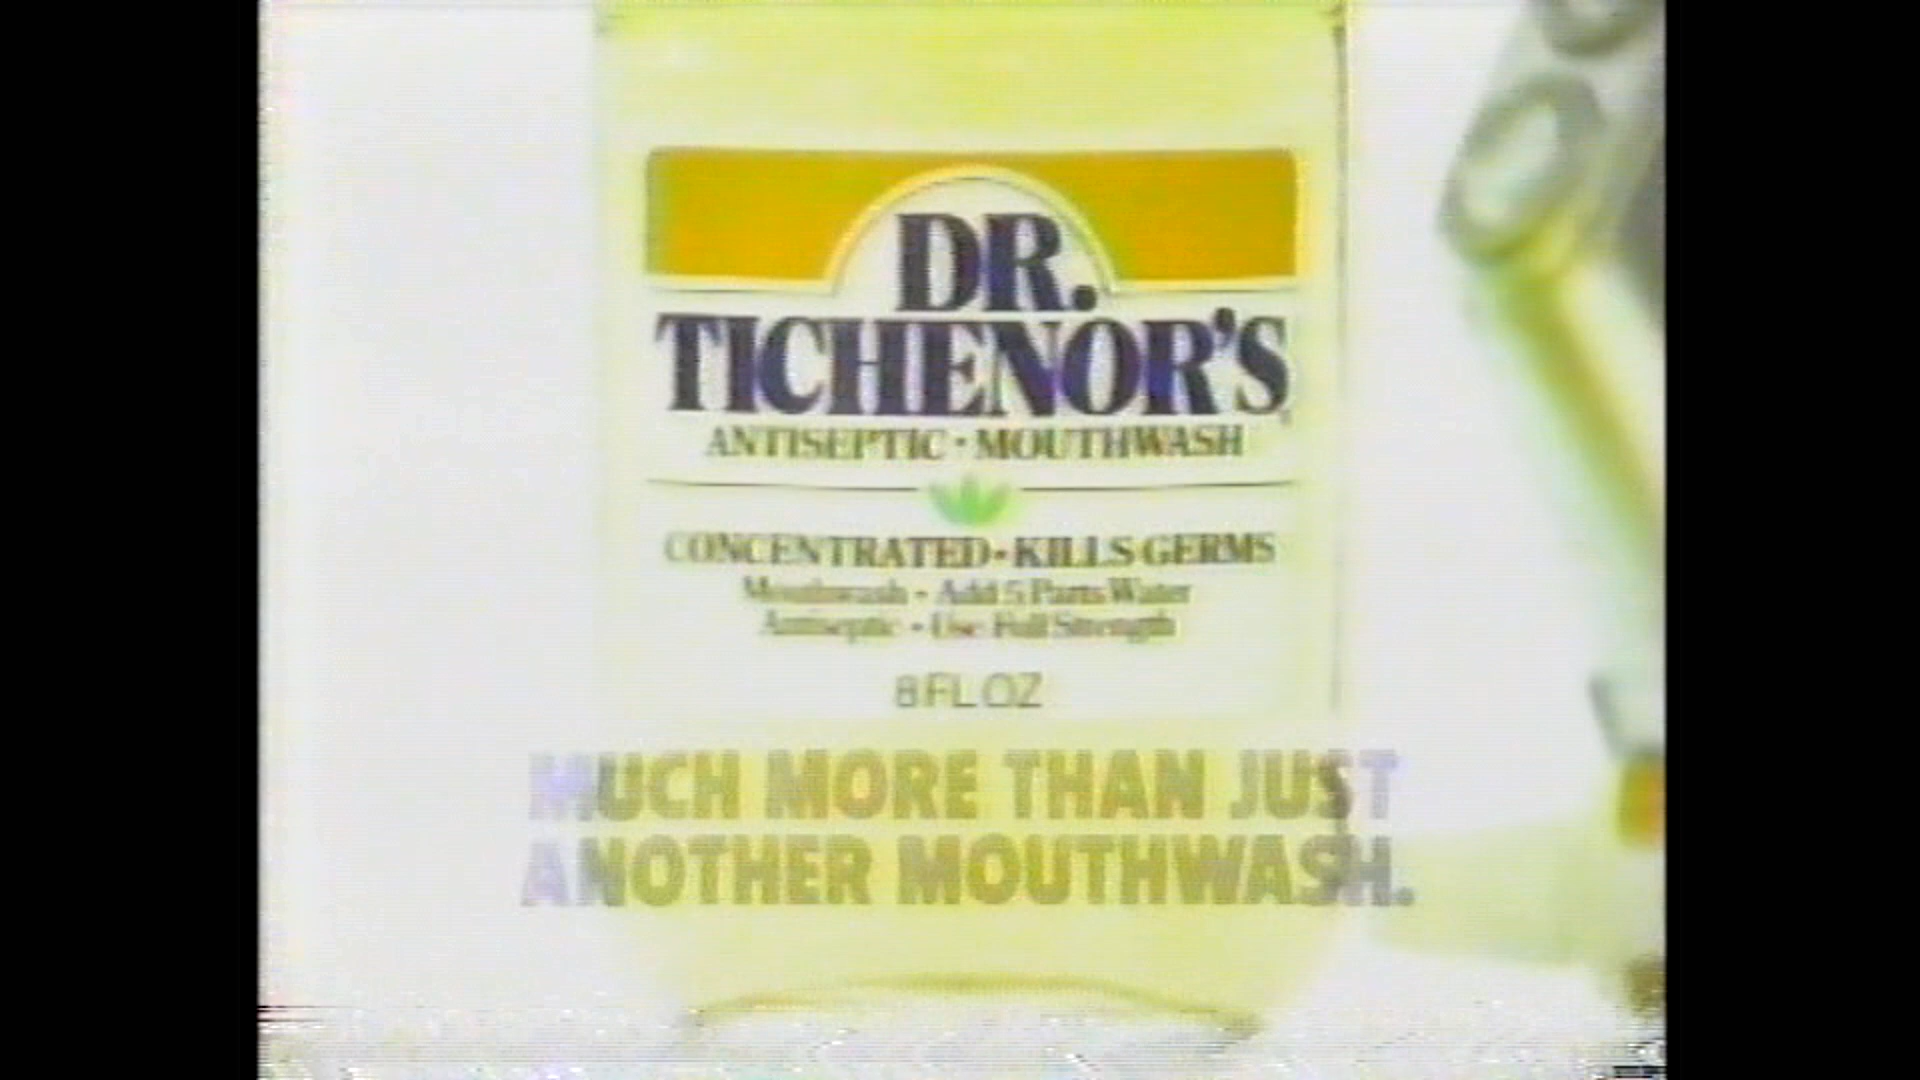 DR.
TICHENOR'S
ANTISEPTIC · MOUTHWASH
CONCENTRATED · KILLS GERMS
Mouthwash · Add 5 Parts Water
Antiseptic · Use Full Strength
8 FL OZ
MUCH MORE THAN JUST
ANOTHER MOUTHWASH.